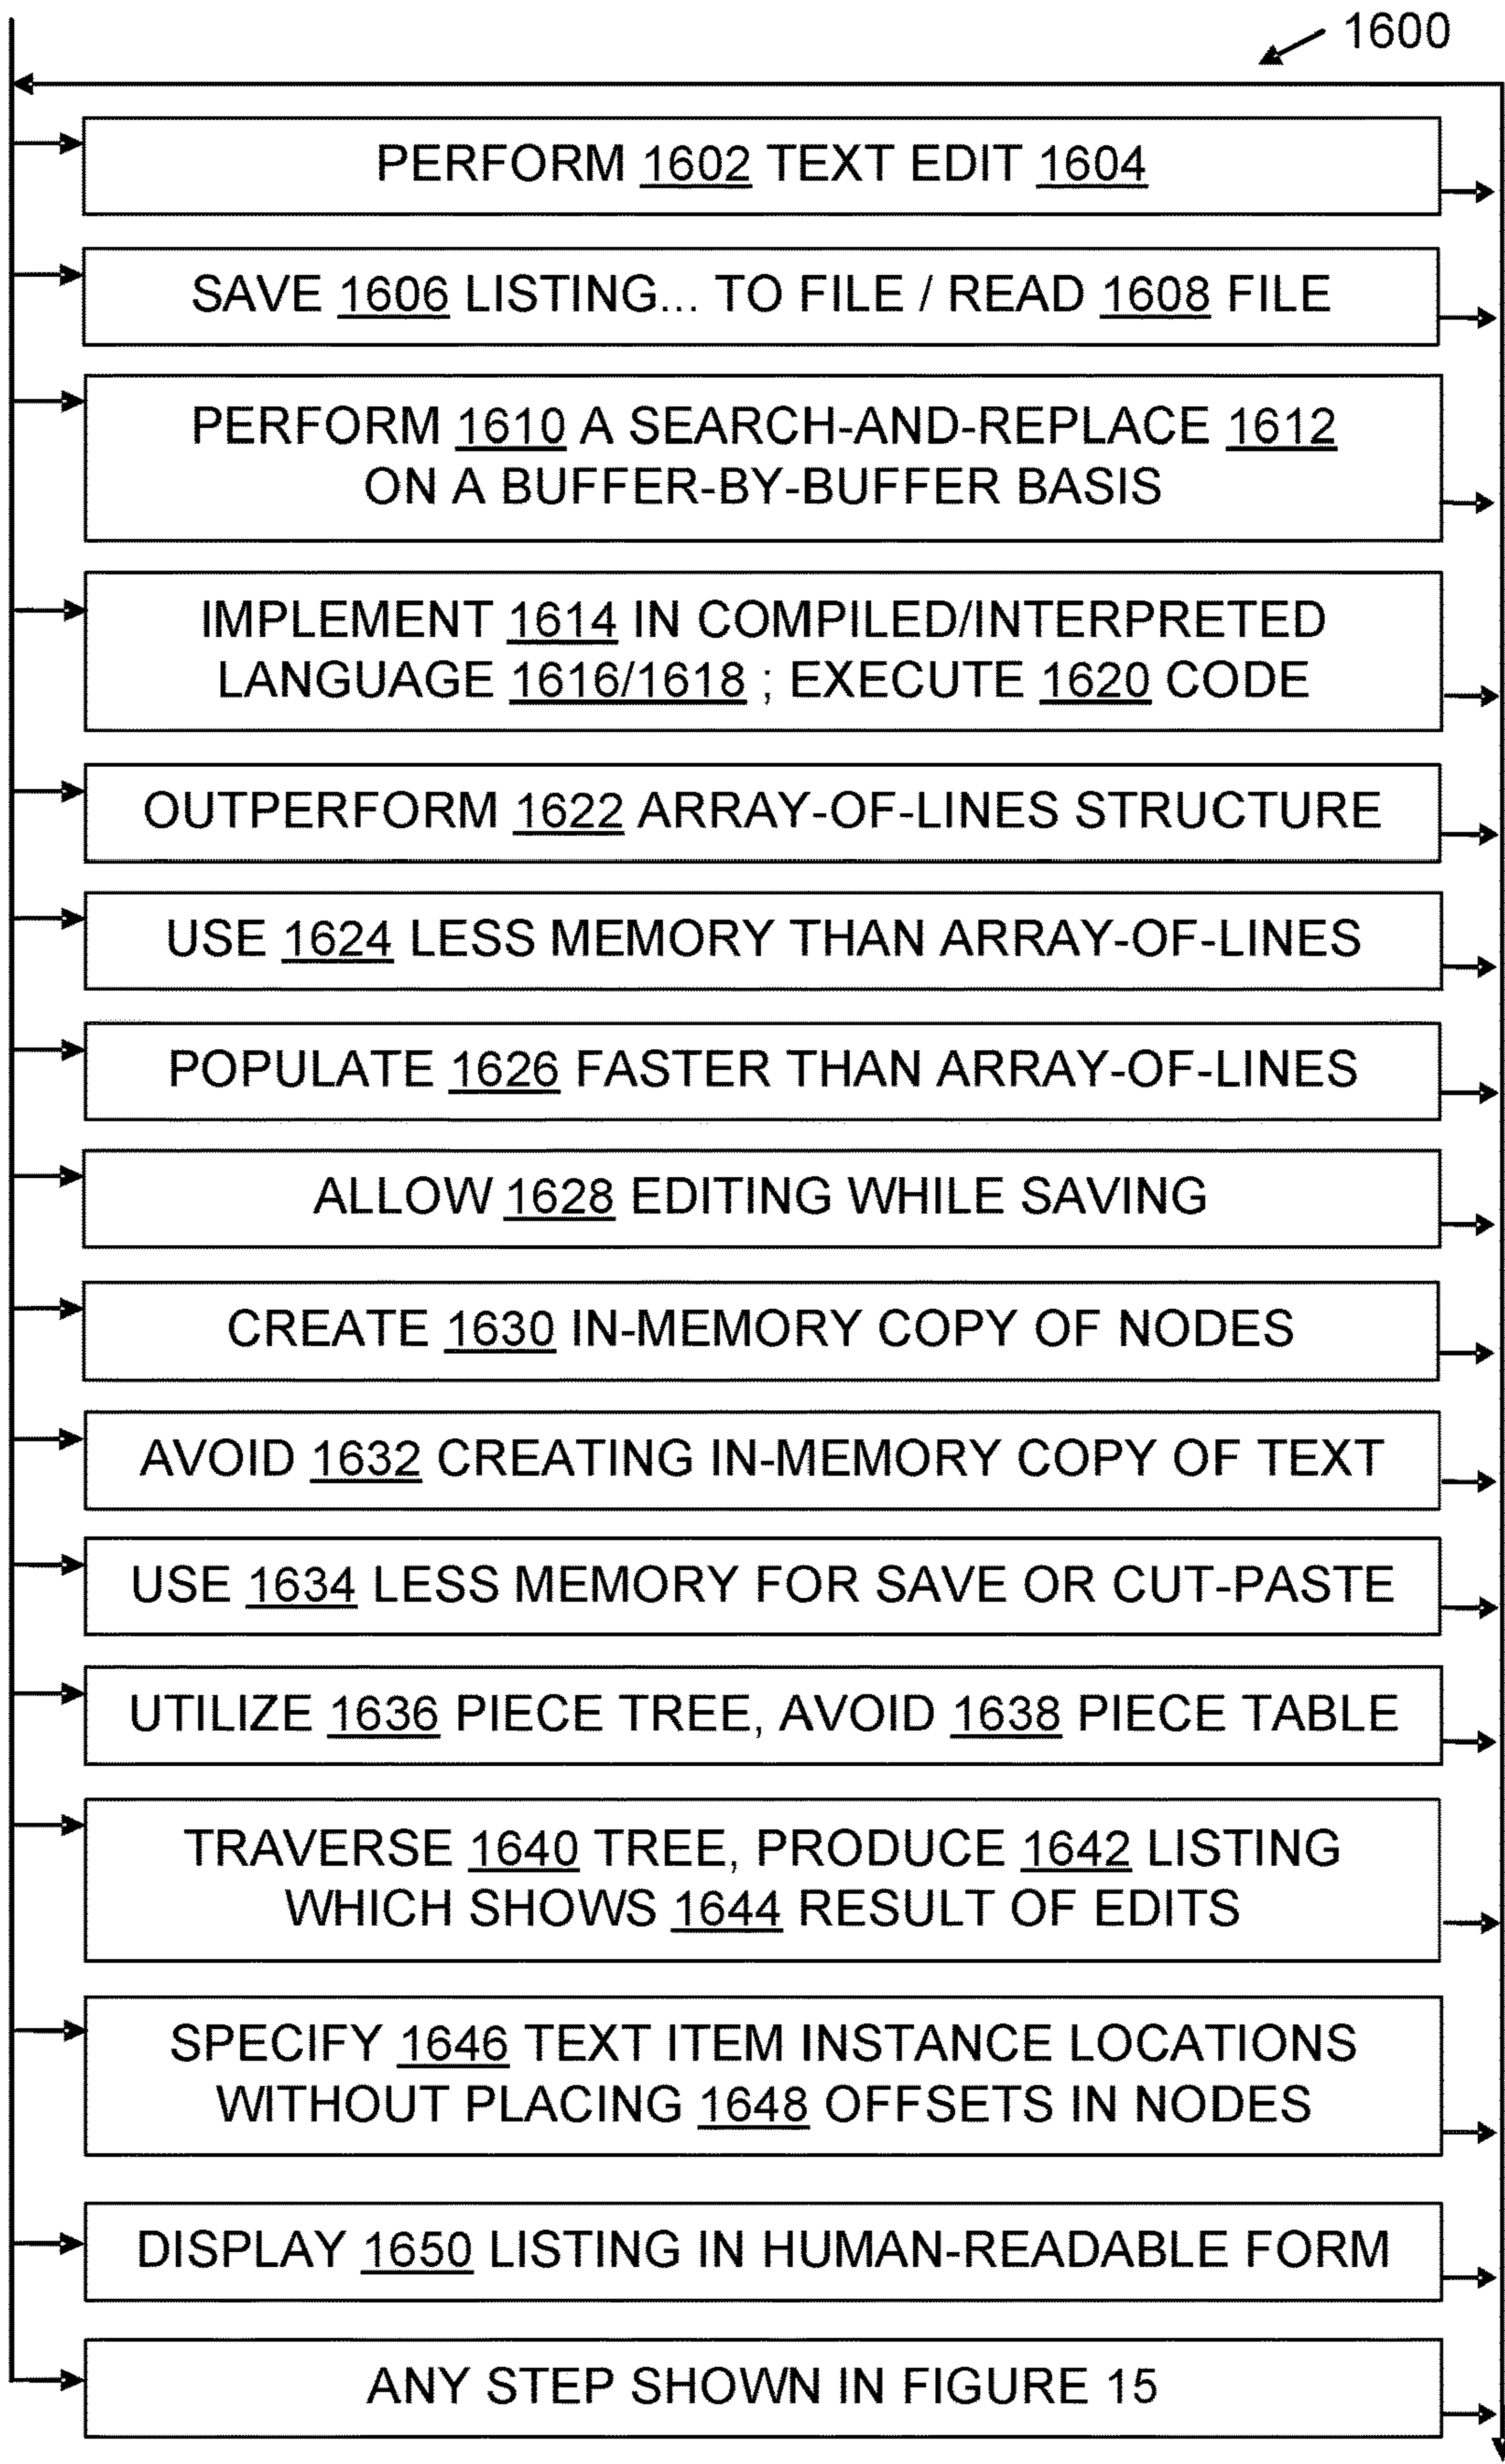 1600
PERFORM 1602 TEXT EDIT 1604
SAVE 1606 LISTING... TO FILE / READ 1608 FILE
PERFORM 1610 A SEARCH-AND-REPLACE 1612
ON A BUFFER-BY-BUFFER BASIS
IMPLEMENT 1614 IN COMPILED/INTERPRETED
LANGUAGE 1616/1618 ; EXECUTE 1620 CODE
OUTPERFORM 1622 ARRAY-OF-LINES STRUCTURE
USE 1624 LESS MEMORY THAN ARRAY-OF-LINES
POPULATE 1626 FASTER THAN ARRAY-OF-LINES
ALLOW 1628 EDITING WHILE SAVING
CREATE 1630 IN-MEMORY COPY OF NODES
AVOID 1632 CREATING IN-MEMORY COPY OF TEXT
USE 1634 LESS MEMORY FOR SAVE OR CUT-PASTE
UTILIZE 1636 PIECE TREE, AVOID 1638 PIECE TABLE
TRAVERSE 1640 TREE, PRODUCE 1642 LISTING
WHICH SHOWS 1644 RESULT OF EDITS
SPECIFY 1646 TEXT ITEM INSTANCE LOCATIONS
WITHOUT PLACING 1648 OFFSETS IN NODES
DISPLAY 1650 LISTING IN HUMAN-READABLE FORM
ANY STEP SHOWN IN FIGURE 15